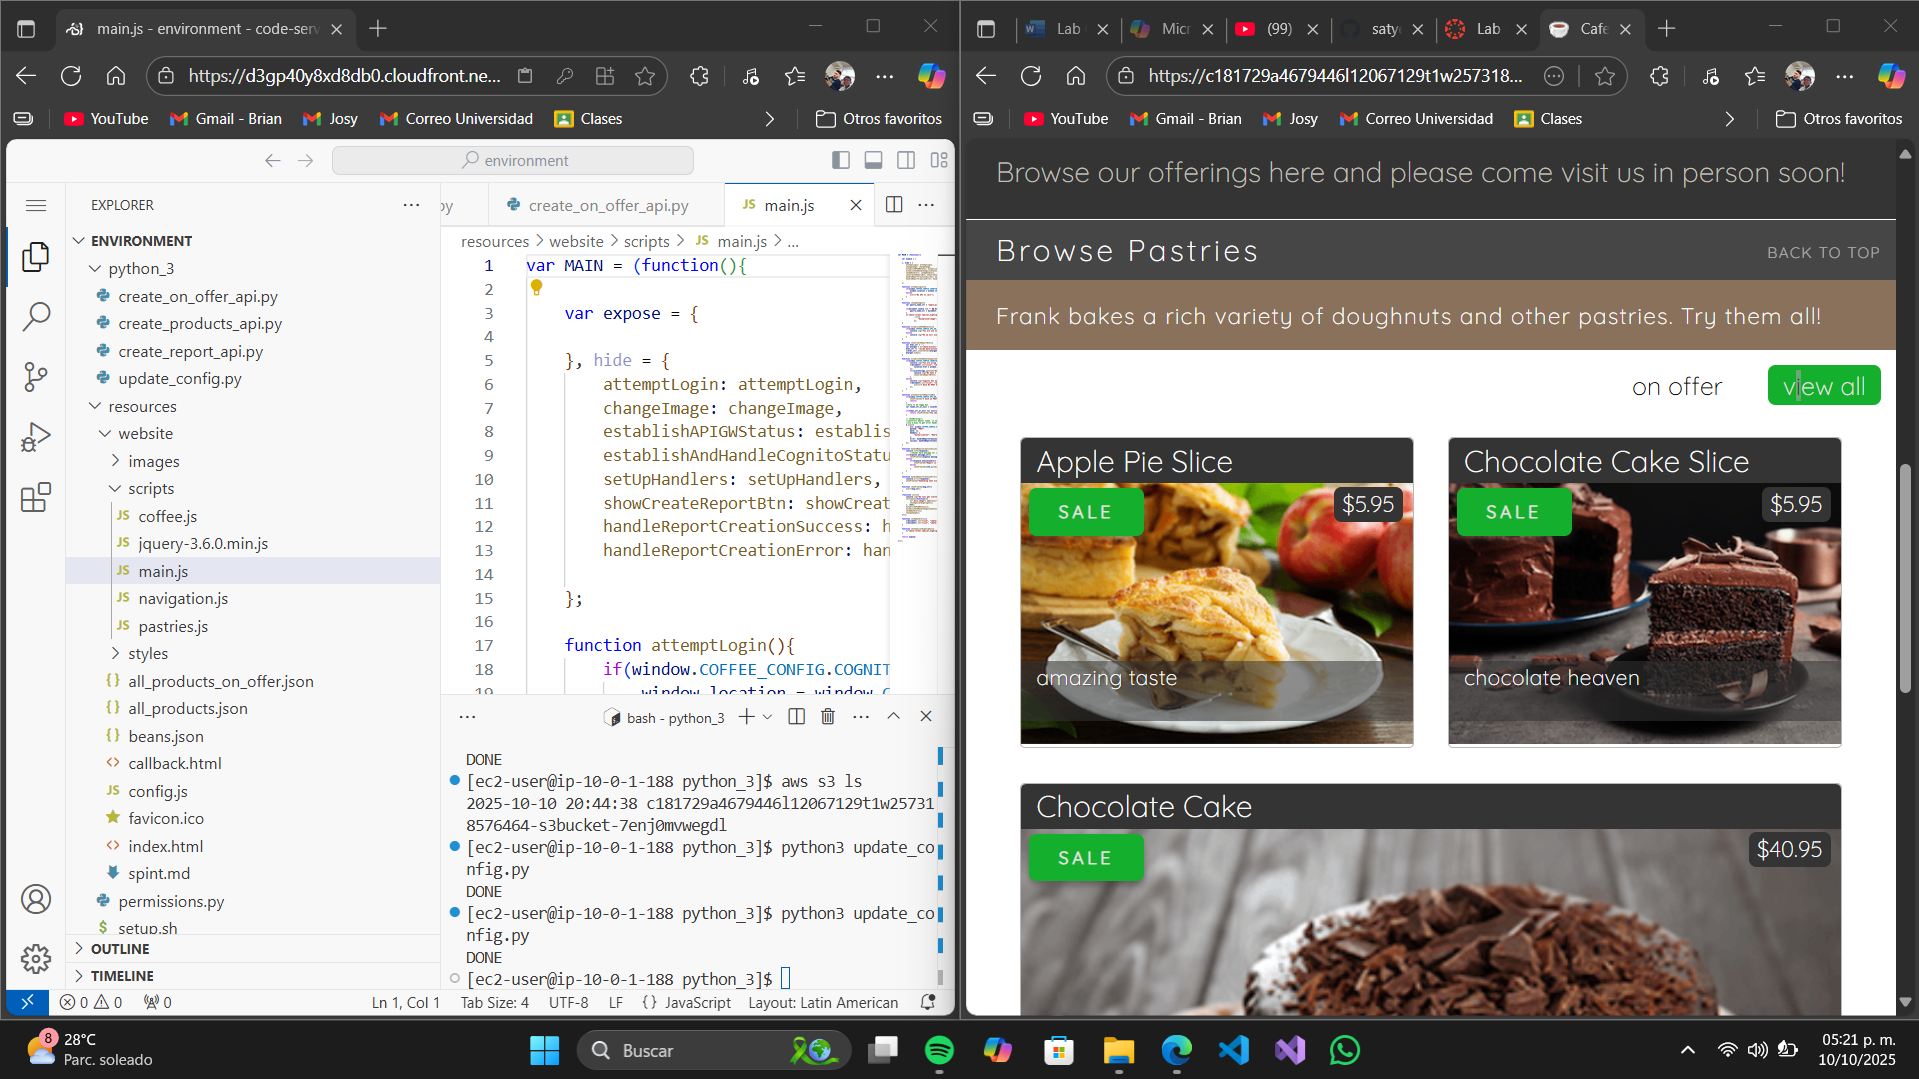 main.js - environment - code-serv
https://d3gp40y8xd8db0.cloudfront.ne...
YouTube
Gmail - Brian
Josy
Correo Universidad
Clases
Otros favoritos
environment
EXPLORER
ENVIRONMENT
python_3
create_on_offer_api.py
create_products_api.py
create_report_api.py
update_config.py
resources
website
images
scripts
JS coffee.js
JS jquery-3.6.0.min.js
JS main.js
JS navigation.js
JS pastries.js
styles
{} all_products_on_offer.json
{} all_products.json
{} beans.json
<> callback.html
JS config.js
favicon.ico
<> index.html
spint.md
permissions.py
$ setup.sh
OUTLINE
TIMELINE
py
create_on_offer_api.py
JS main.js
resources > website > scripts > JS main.js > ...
1 var MAIN = (function(){
2
3 var expose = {
4
5 }, hide = {
6 attemptLogin: attemptLogin,
7 changeImage: changeImage,
8 establishAPIGWStatus: establis
9 establishAndHandleCognitoStatu
10 setUpHandlers: setUpHandlers,
11 showCreateReportBtn: showCreat
12 handleReportCreationSuccess: h
13 handleReportCreationError: han
14
15 };
16
17 function attemptLogin(){
18 if(window.COFFEE_CONFIG.COGNIT
19 window.location = window.C
bash - python_3
DONE
[ec2-user@ip-10-0-1-188 python_3]$ aws s3 ls
2025-10-10 20:44:38 c181729a4679446l12067129t1w25731
8576464-s3bucket-7enj0mvwegdl
[ec2-user@ip-10-0-1-188 python_3]$ python3 update_co
nfig.py
DONE
[ec2-user@ip-10-0-1-188 python_3]$ python3 update_co
nfig.py
DONE
[ec2-user@ip-10-0-1-188 python_3]$
0 0 0
Ln 1, Col 1
Tab Size: 4
UTF-8
LF
{} JavaScript
Layout: Latin American
Lab
Micr
(99)
saty
Lab
Cafe
https://c181729a4679446l12067129t1w257318...
YouTube
Gmail - Brian
Josy
Correo Universidad
Clases
Otros favoritos
Browse our offerings here and please come visit us in person soon!
Browse Pastries
BACK TO TOP
Frank bakes a rich variety of doughnuts and other pastries. Try them all!
on offer
view all
Apple Pie Slice
SALE
$5.95
amazing taste
Chocolate Cake Slice
SALE
$5.95
chocolate heaven
Chocolate Cake
SALE
$40.95
8
28°C
Parc. soleado
Buscar
05:21 p. m.
10/10/2025